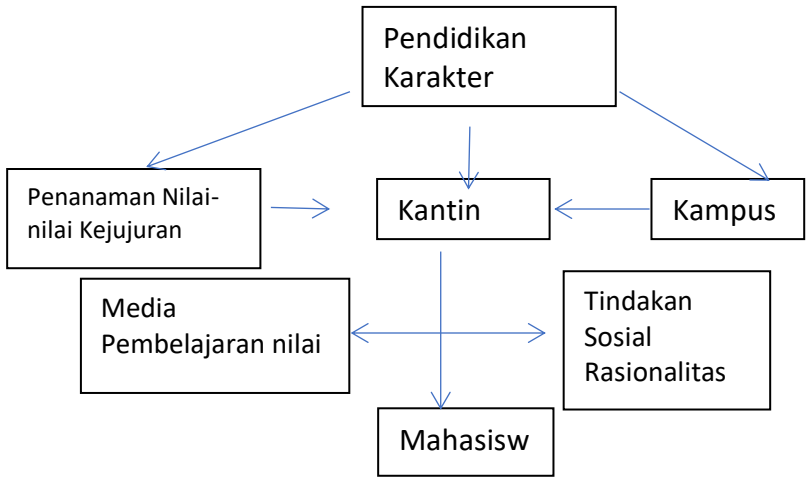 Pendidikan
Karakter
Penanaman Nilai-
nilai Kejujuran
Kantin
Kampus
Media
Pembelajaran nilai
Tindakan
Sosial
Rasionalitas
Mahasisw